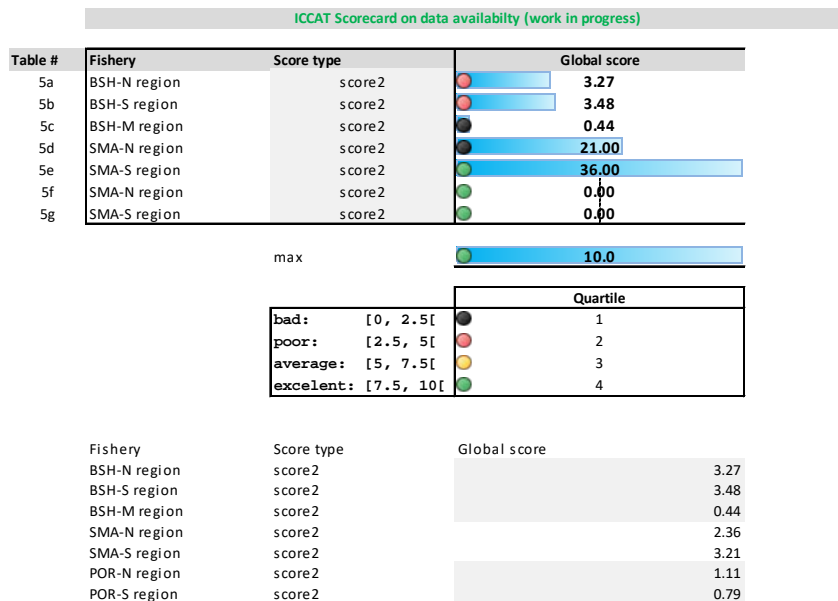 ICCAT Scorecard on data availabilty (work in progress)
Table # Fishery Score type Global score
5a BSH-N region score2 3.27
5b BSH-S region score2 3.48
5c BSH-M region score2 0.44
5d SMA-N region score2 21.00
5e SMA-S region score2 36.00
5f SMA-N region score2 0.00
5g SMA-S region score2 0.00
max 10.0
Quartile
bad: [0, 2.5[ 1
poor: [2.5, 5[ 2
average: [5, 7.5[ 3
excelent: [7.5, 10[ 4
Fishery Score type Global score
BSH-N region score2 3.27
BSH-S region score2 3.48
BSH-M region score2 0.44
SMA-N region score2 2.36
SMA-S region score2 3.21
POR-N region score2 1.11
POR-S region score2 0.79